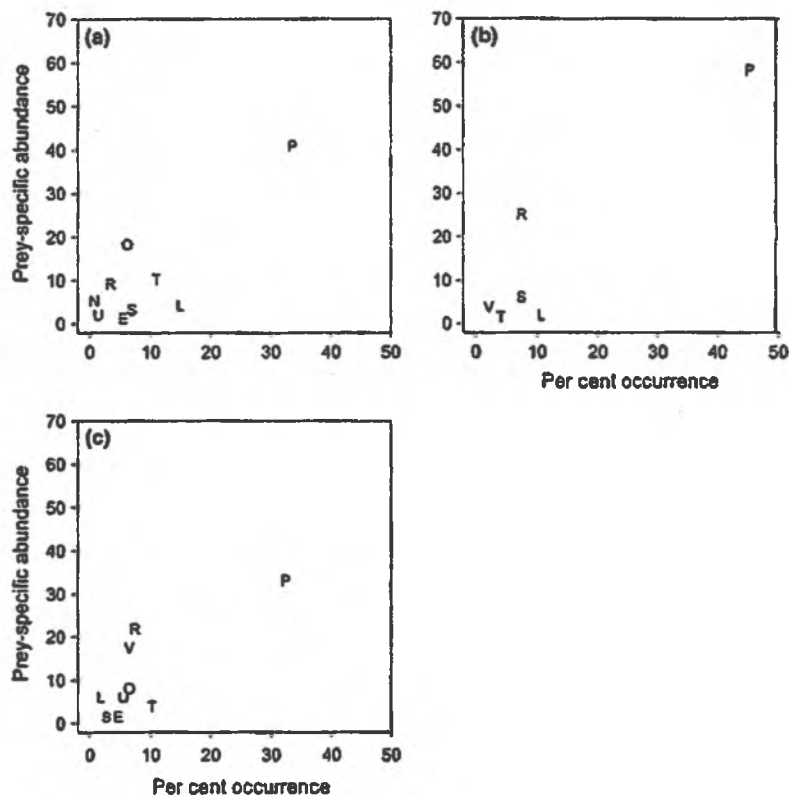 (a)
70
60
50
40
30
20
10
0
Prey-specific abundance
P
O
T
R
N
L
S
U
E
0 10 20 30 40 50
(b)
70
60
50
40
30
20
10
0
P
R
S
V
T
L
0 10 20 30 40 50
Per cent occurrence
(c)
70
60
50
40
30
20
10
0
Prey-specific abundance
P
R
V
O
L
U
T
S
E
0 10 20 30 40 50
Per cent occurrence